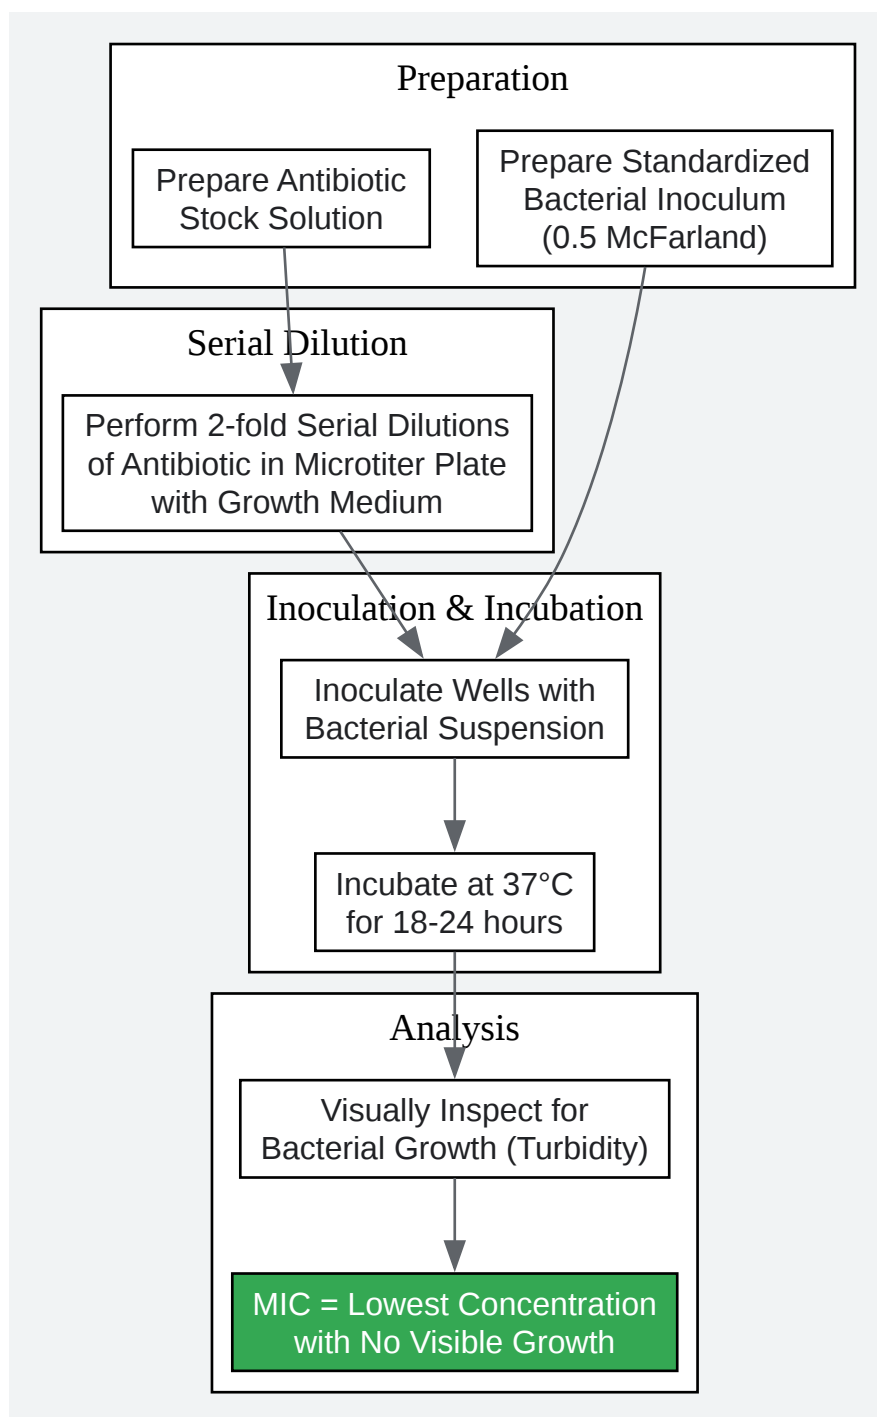 Preparation
Prepare Antibiotic
Stock Solution
Prepare Standardized
Bacterial Inoculum
(0.5 McFarland)
Serial Dilution
Perform 2-fold Serial Dilutions
of Antibiotic in Microtiter Plate
with Growth Medium
Inoculation & Incubation
Inoculate Wells with
Bacterial Suspension
Incubate at 37°C
for 18-24 hours
Analysis
Visually Inspect for
Bacterial Growth (Turbidity)
MIC = Lowest Concentration
with No Visible Growth